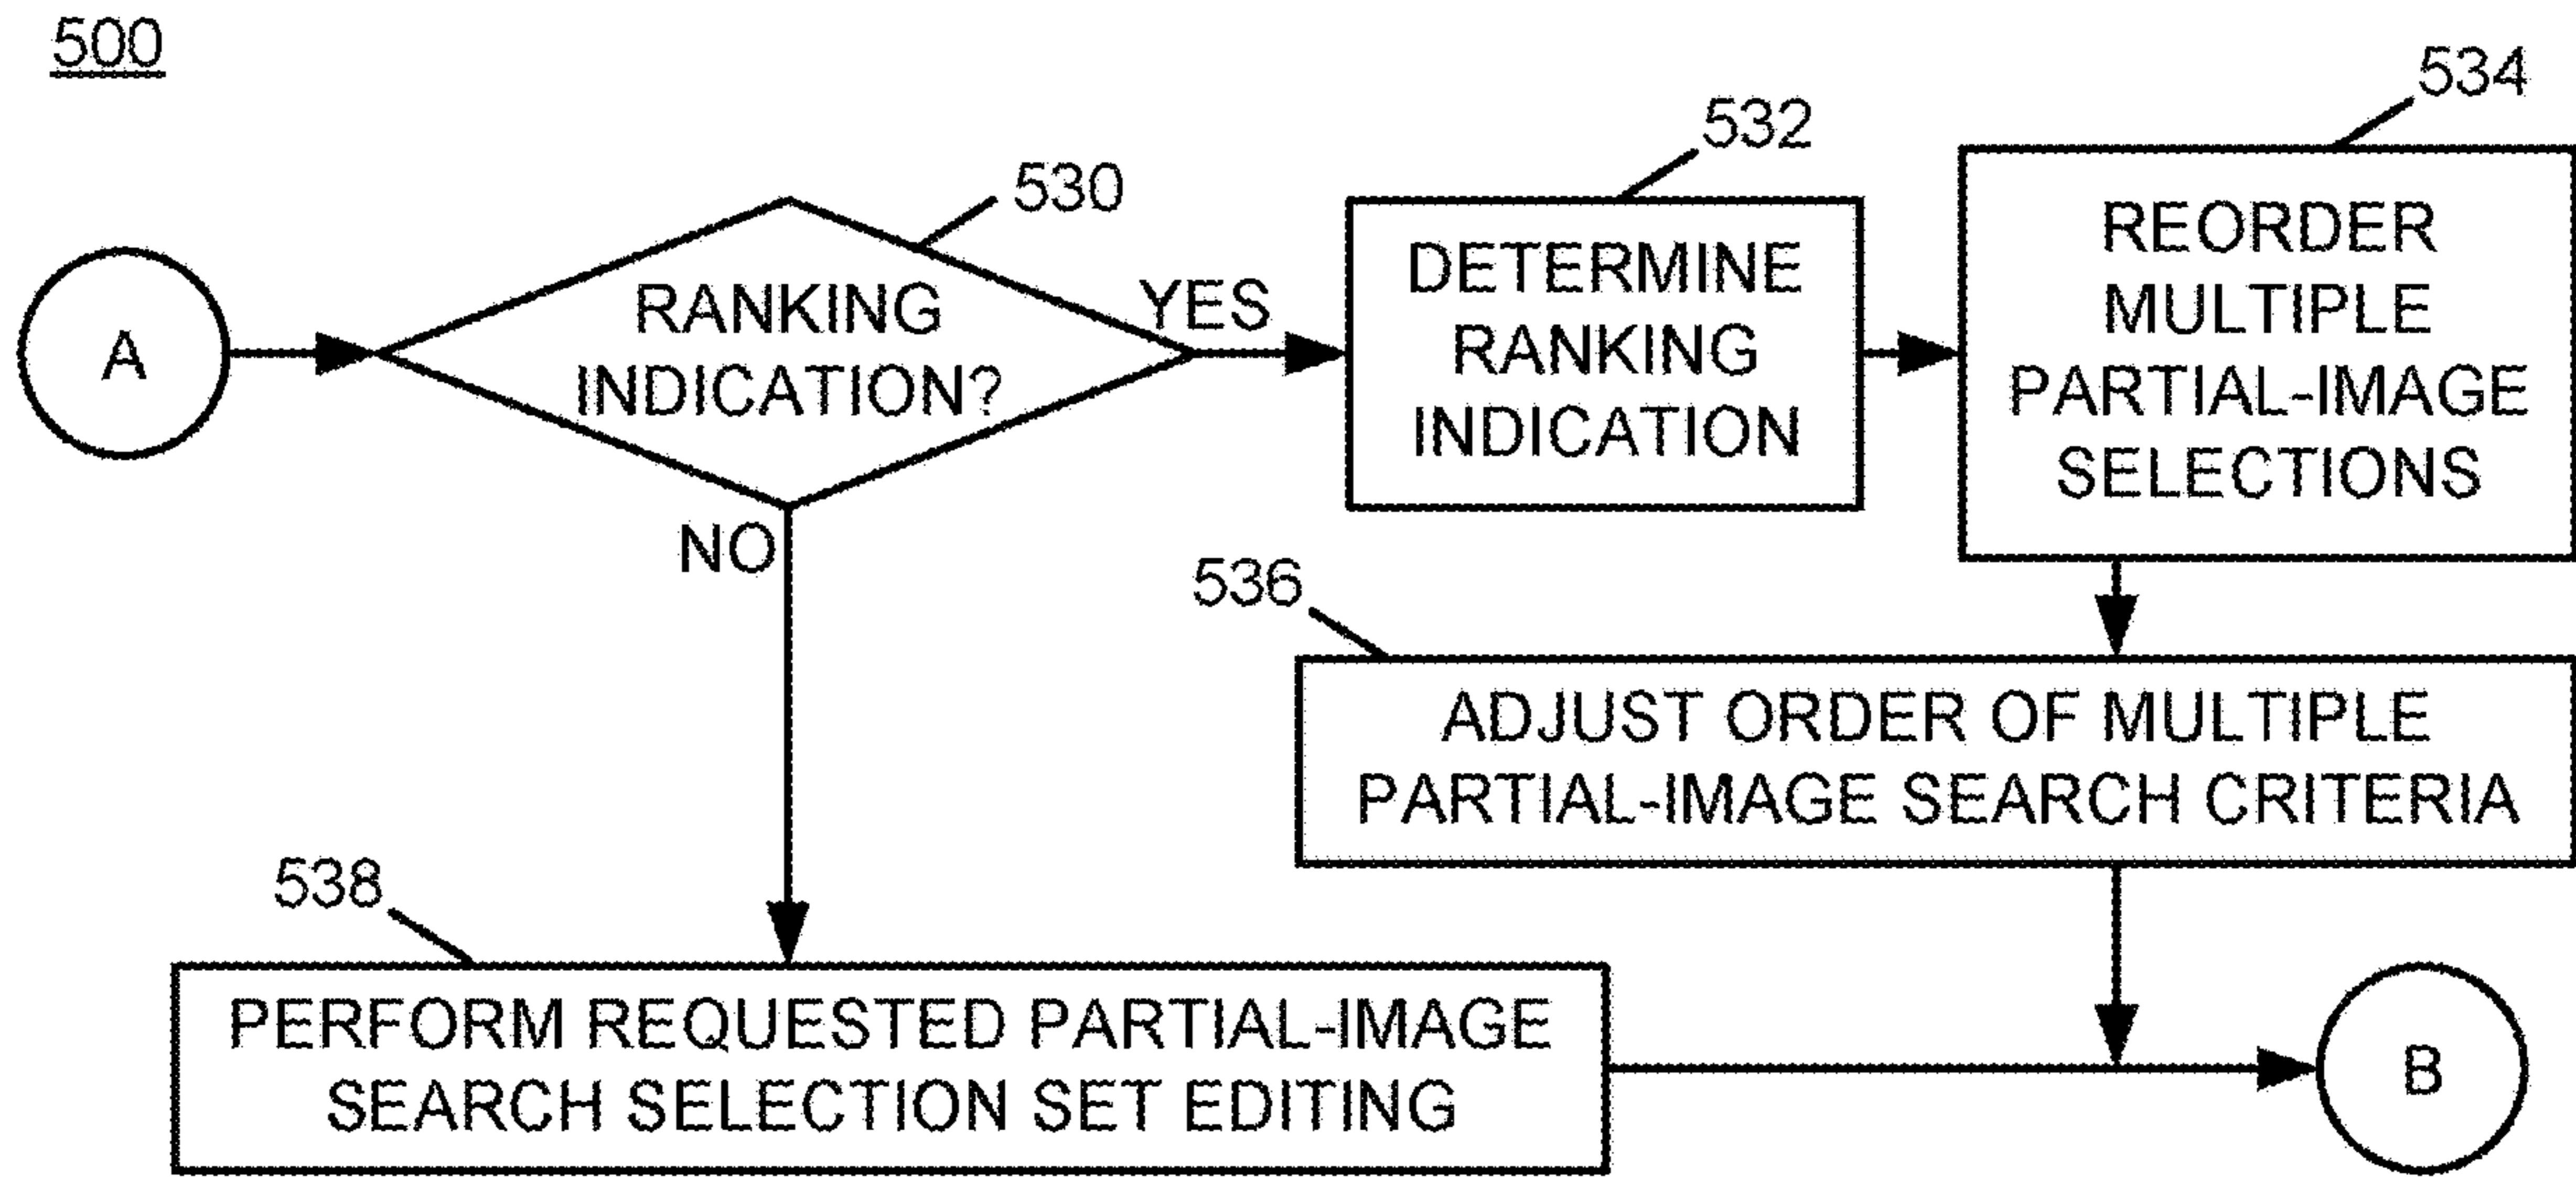 500
534
532
530
A
RANKING
INDICATION?
YES
DETERMINE
RANKING
INDICATION
REORDER
MULTIPLE
PARTIAL-IMAGE
SELECTIONS
NO
536
ADJUST ORDER OF MULTIPLE
PARTIAL-IMAGE SEARCH CRITERIA
538
PERFORM REQUESTED PARTIAL-IMAGE
SEARCH SELECTION SET EDITING
B